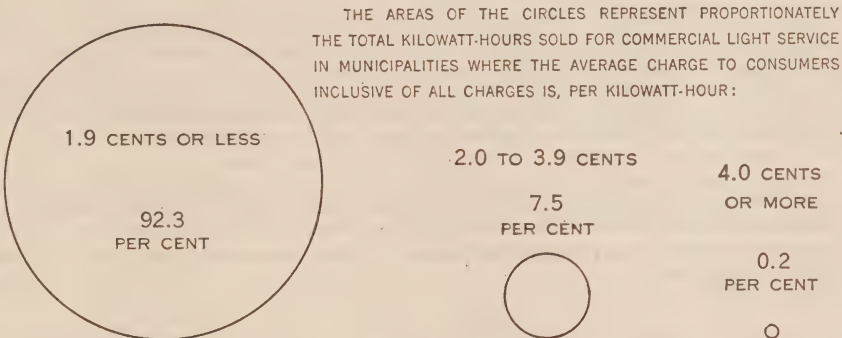 THE AREAS OF THE CIRCLES REPRESENT PROPORTIONATELY
THE TOTAL KILOWATT-HOURS SOLD FOR COMMERCIAL LIGHT SERVICE
IN MUNICIPALITIES WHERE THE AVERAGE CHARGE TO CONSUMERS
INCLUSIVE OF ALL CHARGES IS, PER KILOWATT-HOUR:
1.9 CENTS OR LESS
92.3
PER CENT
2.0 TO 3.9 CENTS
7.5
PER CENT
4.0 CENTS
OR MORE
0.2
PER CENT